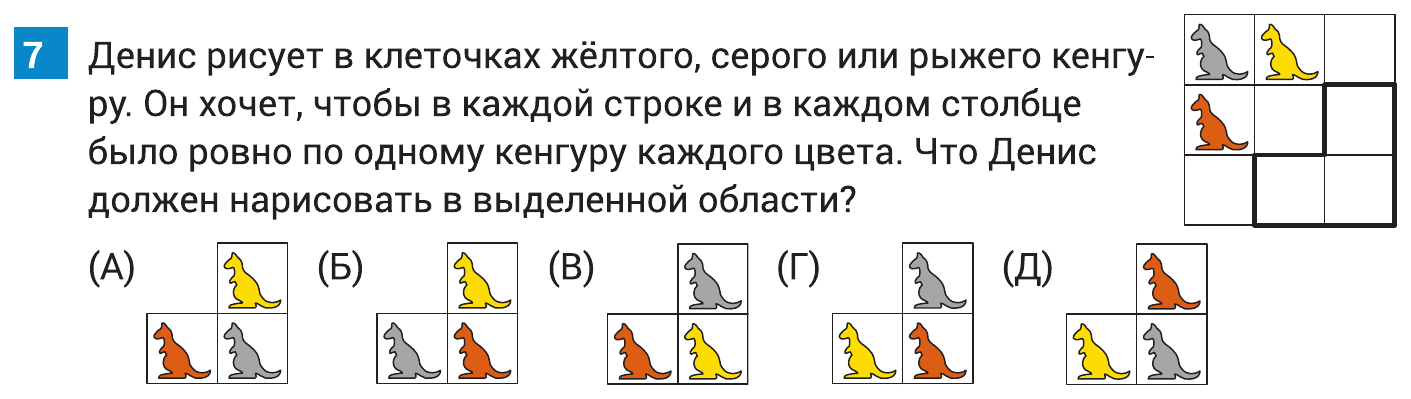 7 Денис рисует в клеточках жёлтого, серого или рыжего кенгу-
ру. Он хочет, чтобы в каждой строке и в каждом столбце
было ровно по одному кенгуру каждого цвета. Что Денис
должен нарисовать в выделенной области?
(А) (Б) (В) (Г) (Д)